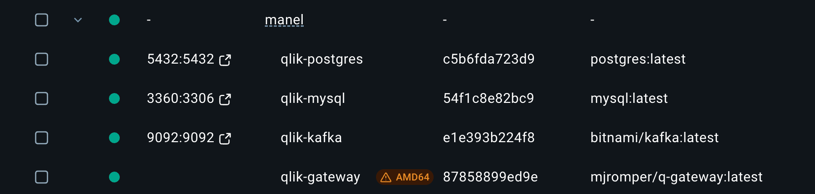 - manel - -
5432:5432 qlik-postgres c5b6fda723d9 postgres:latest
3360:3306 qlik-mysql 54f1c8e82bc9 mysql:latest
9092:9092 qlik-kafka e1e393b224f8 bitnami/kafka:latest
qlik-gateway AMD64 87858899ed9e mjromper/q-gateway:latest